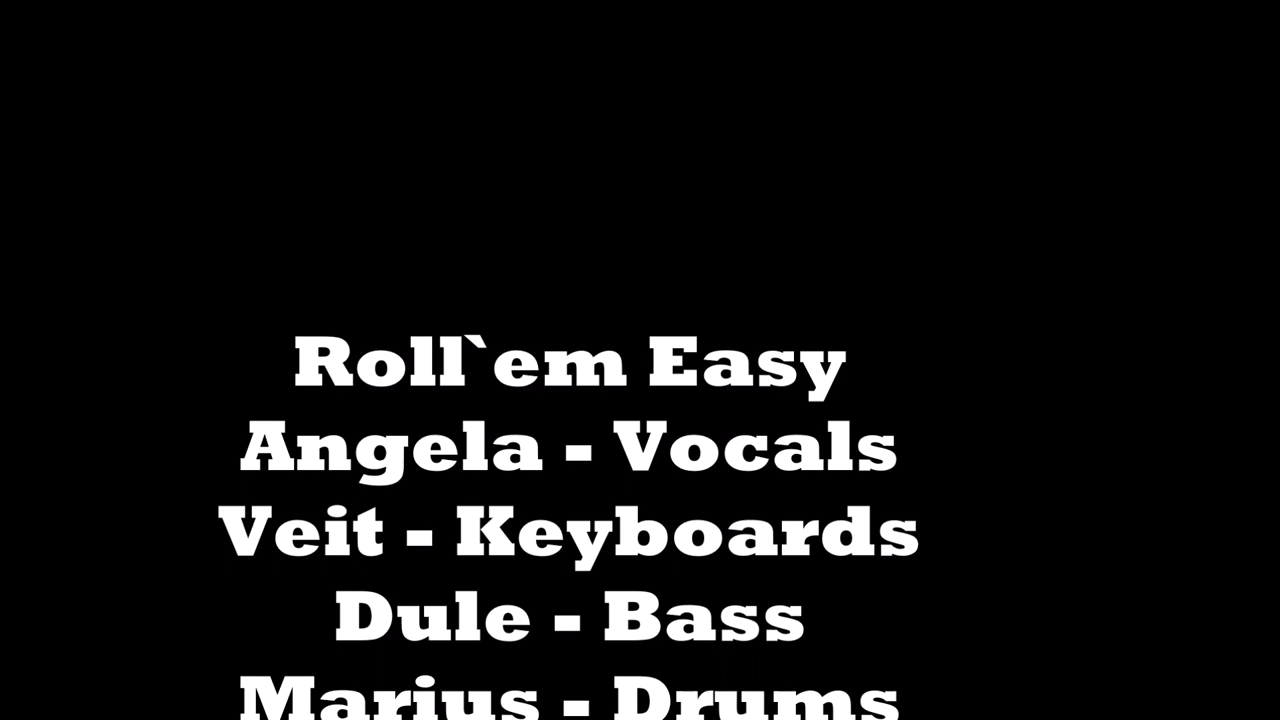 Roll`em Easy
Angela - Vocals
Veit - Keyboards
Dule - Bass
Marius - Drums